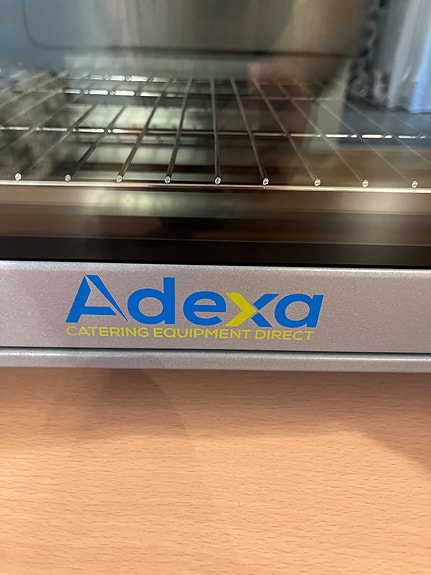 Adexa
CATERING EQUIPMENT DIRECT